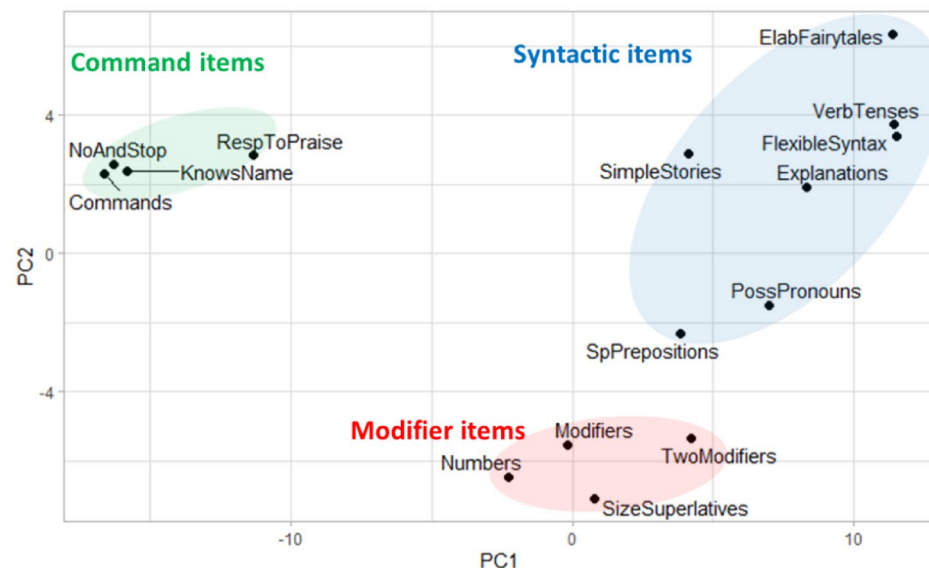 ElabFairytales
Command items
Syntactic items
4
VerbTenses
NoAndStop
RespToPraise
FlexibleSyntax
KnowsName
SimpleStories
Explanations
Commands
PC2
0
PossPronouns
SpPrepositions
-4
Modifier items
Modifiers
Numbers
TwoModifiers
SizeSuperlatives
-10
0
10
PC1